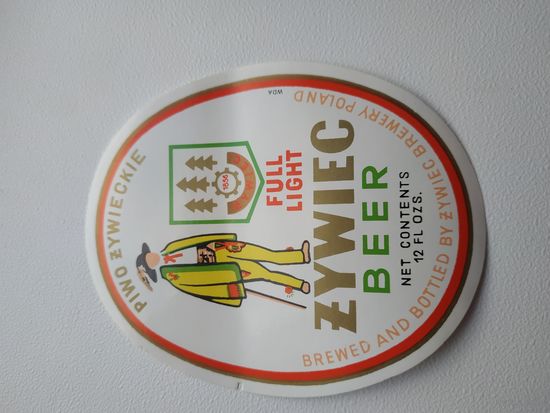 PIWO ŻYWIECKIE
1856
ŻYWIEC
FULL
LIGHT
ŻYWIEC
BEER
NET CONTENTS
12 FL OZS.
BREWED AND BOTTLED BY ŻYWIEC BREWERY POLAND
WDA